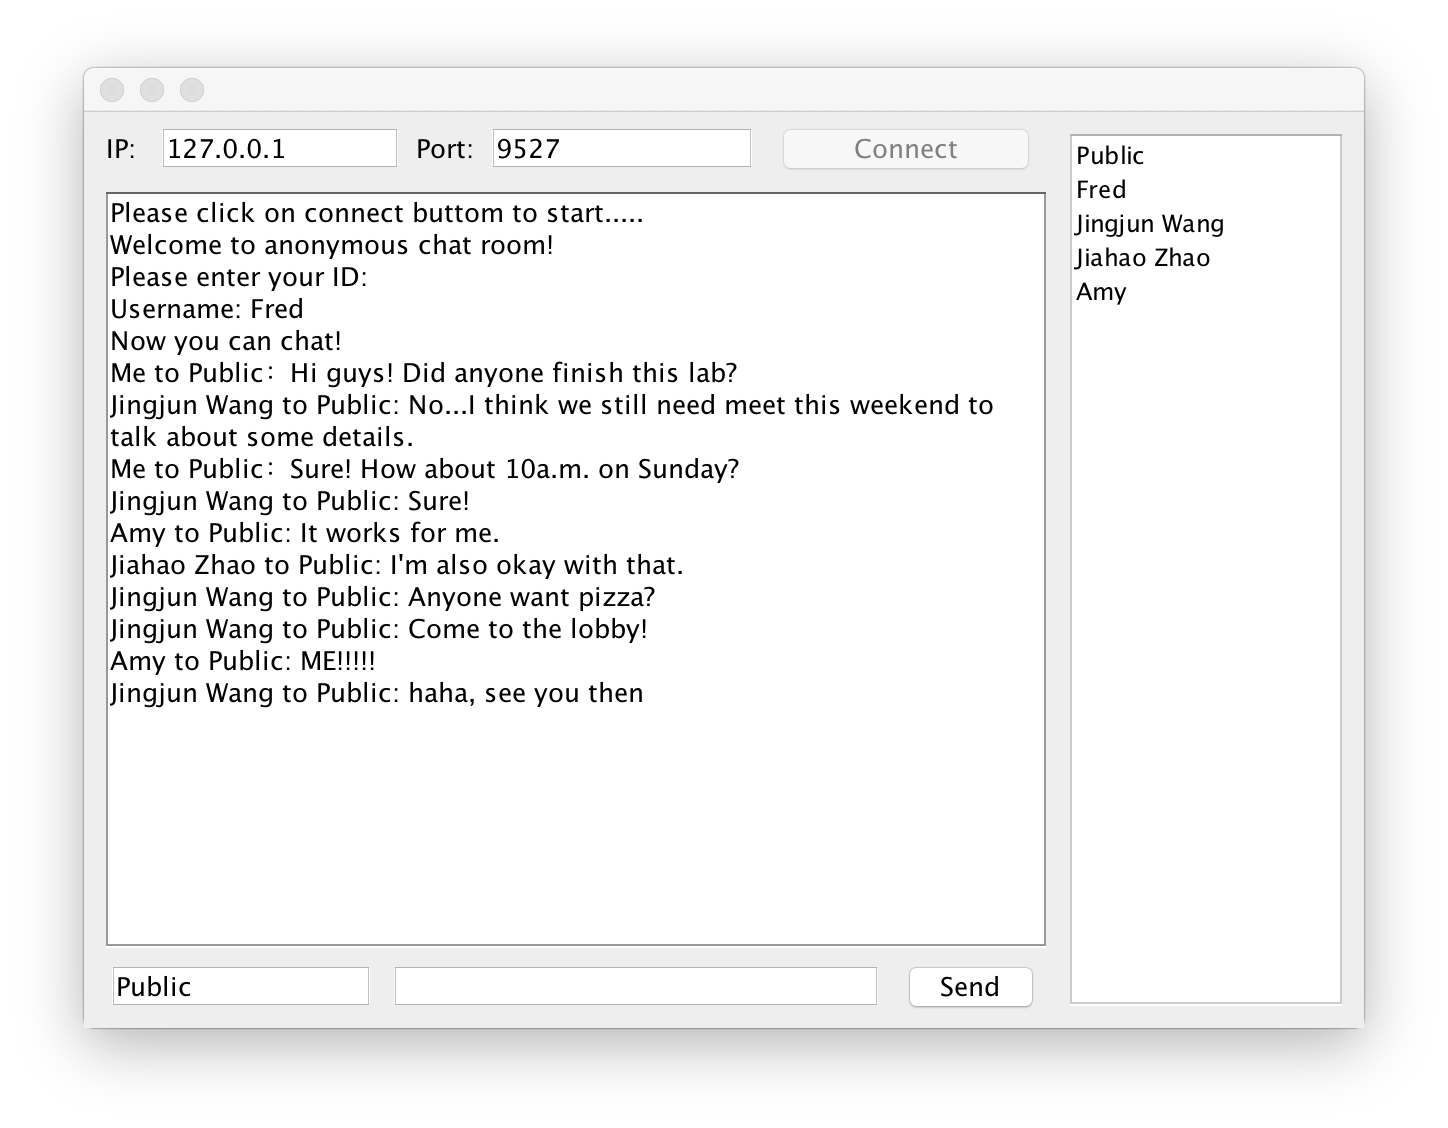 IP: 127.0.0.1 Port: 9527 Connect
Please click on connect buttom to start.....
Welcome to anonymous chat room!
Please enter your ID:
Username: Fred
Now you can chat!
Me to Public：Hi guys! Did anyone finish this lab?
Jingjun Wang to Public: No...I think we still need meet this weekend to
talk about some details.
Me to Public：Sure! How about 10a.m. on Sunday?
Jingjun Wang to Public: Sure!
Amy to Public: It works for me.
Jiahao Zhao to Public: I'm also okay with that.
Jingjun Wang to Public: Anyone want pizza?
Jingjun Wang to Public: Come to the lobby!
Amy to Public: ME!!!!!
Jingjun Wang to Public: haha, see you then
Public Send
Public
Fred
Jingjun Wang
Jiahao Zhao
Amy